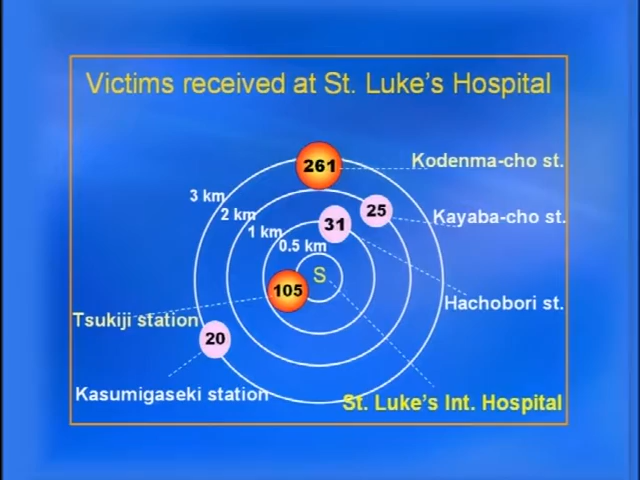 Victims received at St. Luke's Hospital
261
Kodenma-cho st.
3 km
2 km
25
Kayaba-cho st.
1 km
31
0.5 km
S
105
Hachobori st.
Tsukiji station
20
Kasumigaseki station
St. Luke's Int. Hospital